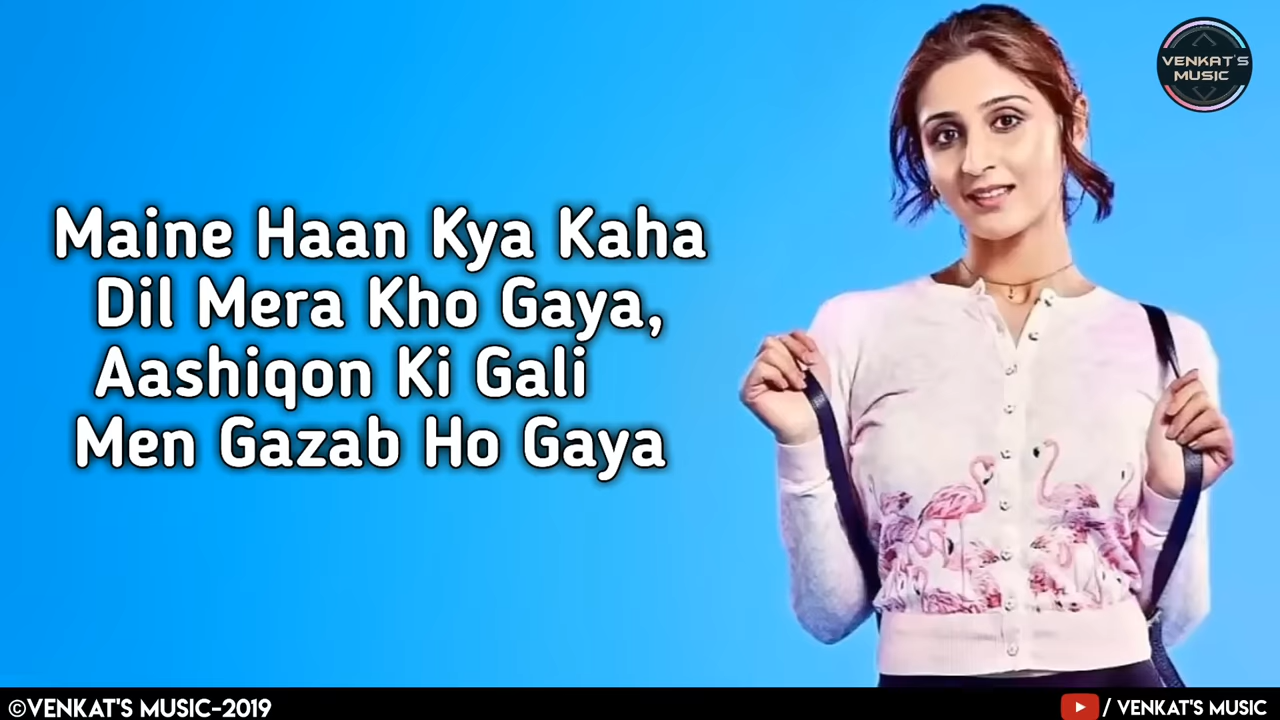 VENKAT'S
MUSIC
Maine Haan Kya Kaha
Dil Mera Kho Gaya,
Aashiqon Ki Gali
Men Gazab Ho Gaya
©VENKAT'S MUSIC-2019
/ VENKAT'S MUSIC